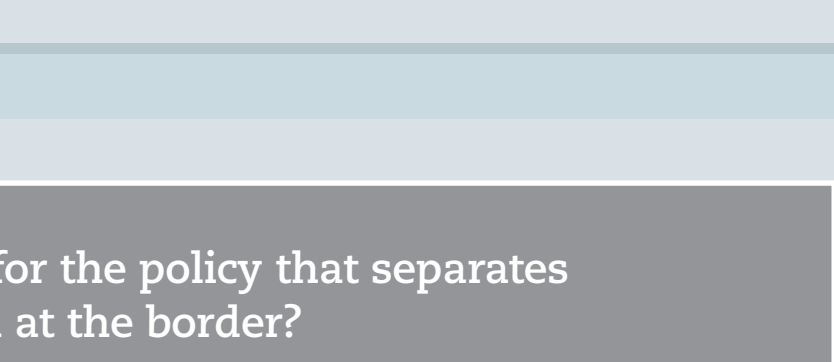 for the policy that separates
at the border?